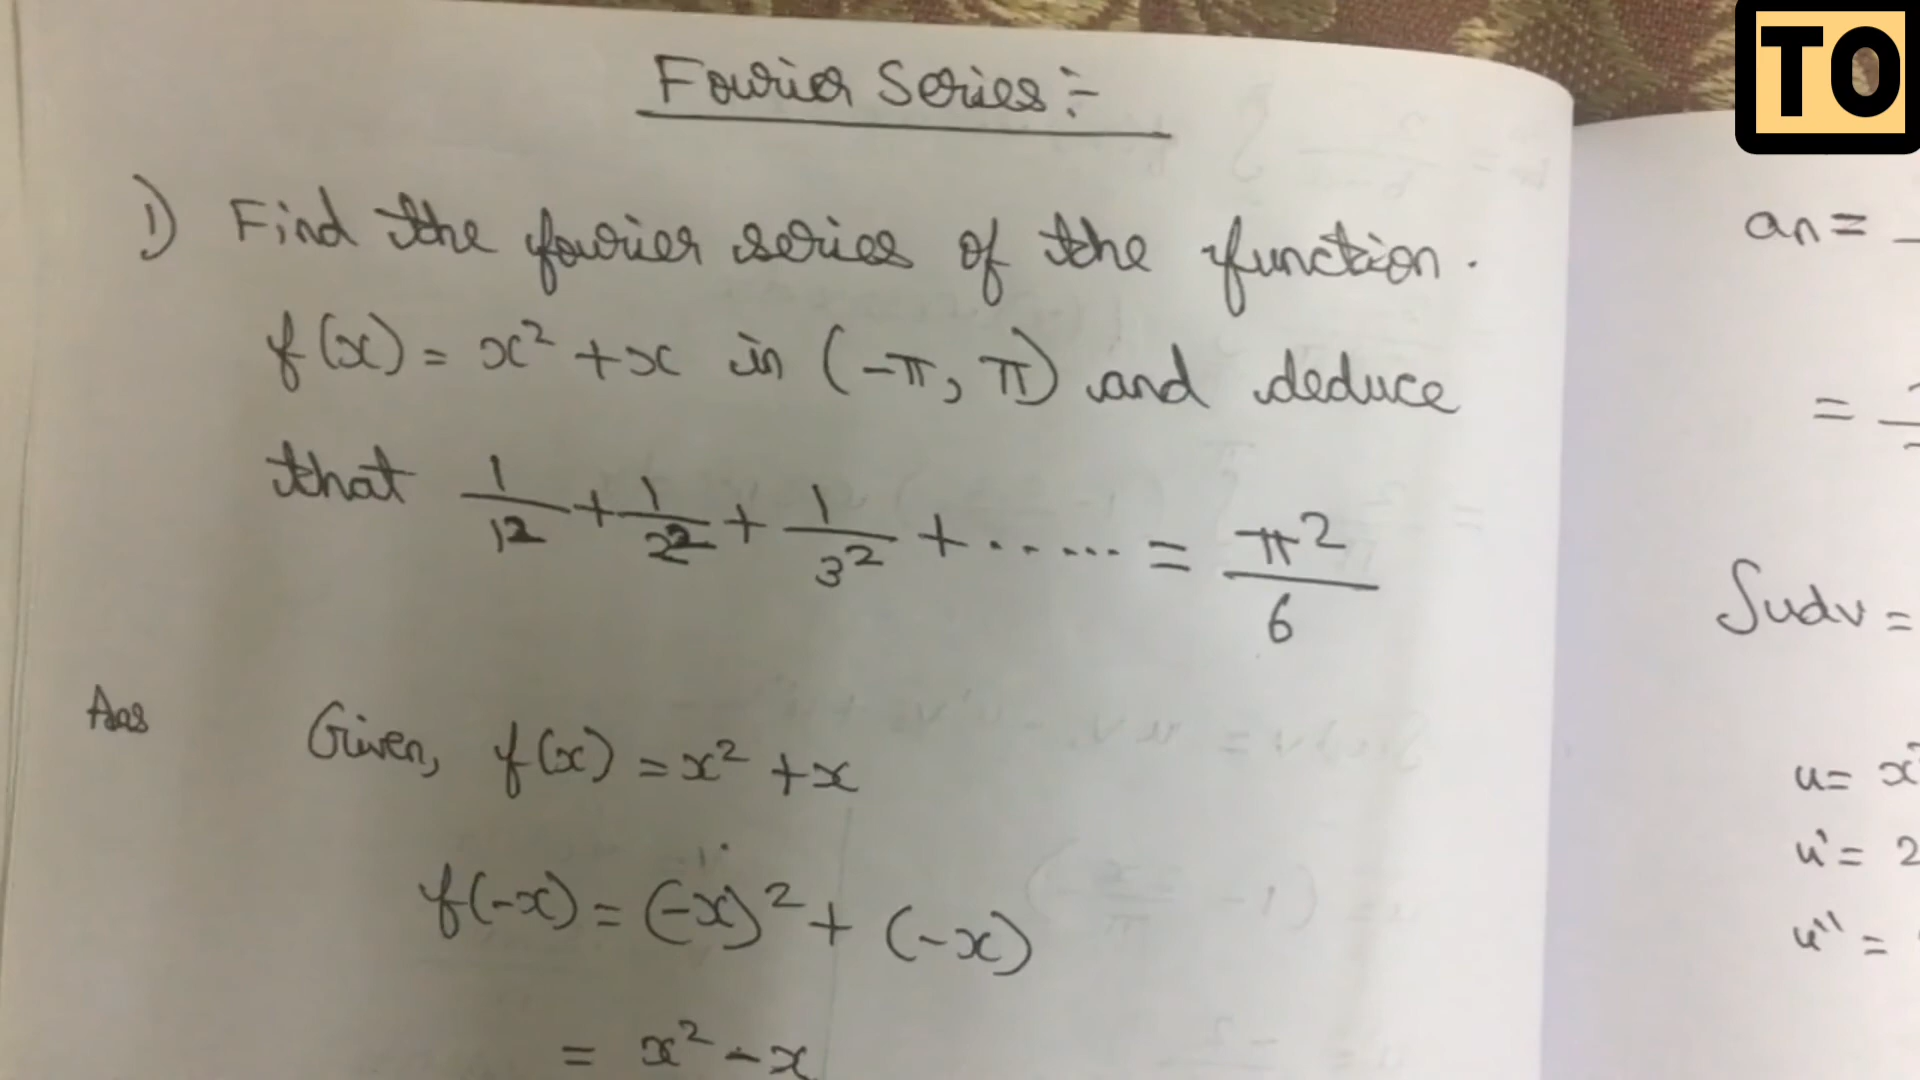 TO
Fourier Series :-
1) Find the fourier series of the function.
f(x) = x² + x in (-π, π) and deduce
that 1/1² + 1/2² + 1/3² + ...... = π²/6
Ans Given, f(x) = x² + x
f(-x) = (-x)² + (-x)
= x² - x
an =
=
∫udv =
u = x
u' = 2
u'' =